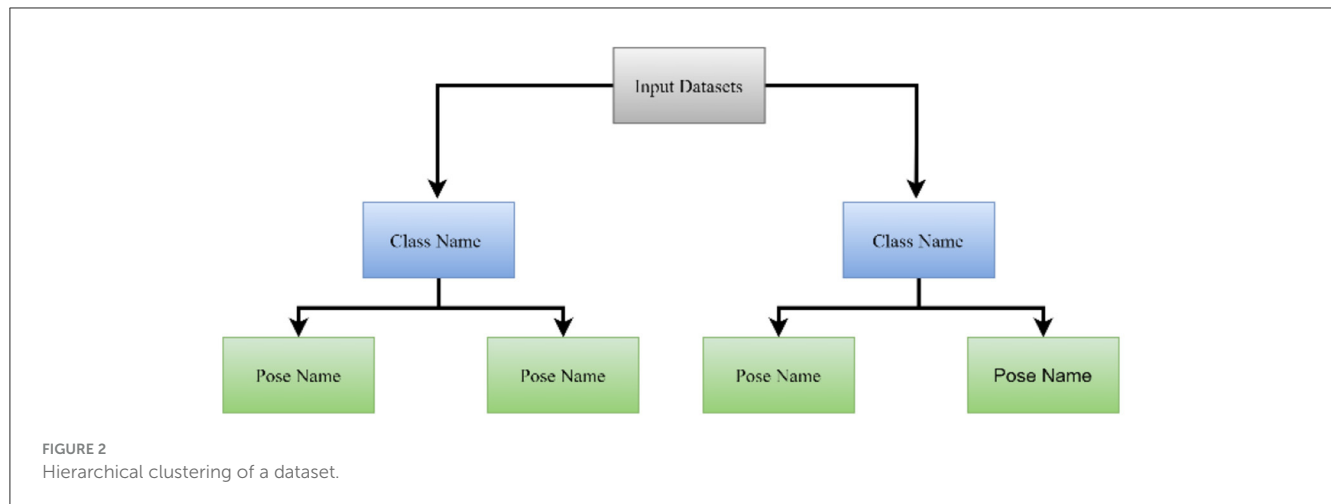 Input Datasets
Class Name
Class Name
Pose Name
Pose Name
Pose Name
Pose Name
FIGURE 2
Hierarchical clustering of a dataset.